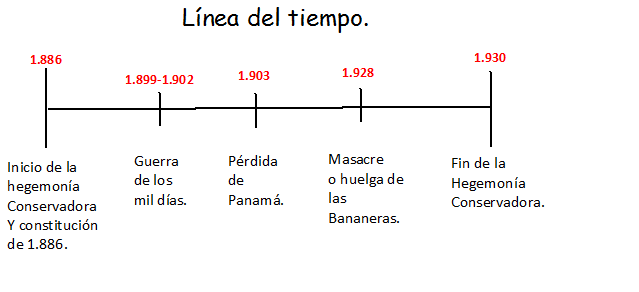 Línea del tiempo.
1.886
1.899-1.902
1.903
1.928
1.930
Inicio de la
hegemonía
Conservadora
Y constitución
de 1.886.
Guerra
de los
mil días.
Pérdida
de
Panamá.
Masacre
o huelga de
las
Bananeras.
Fin de la
Hegemonía
Conservadora.